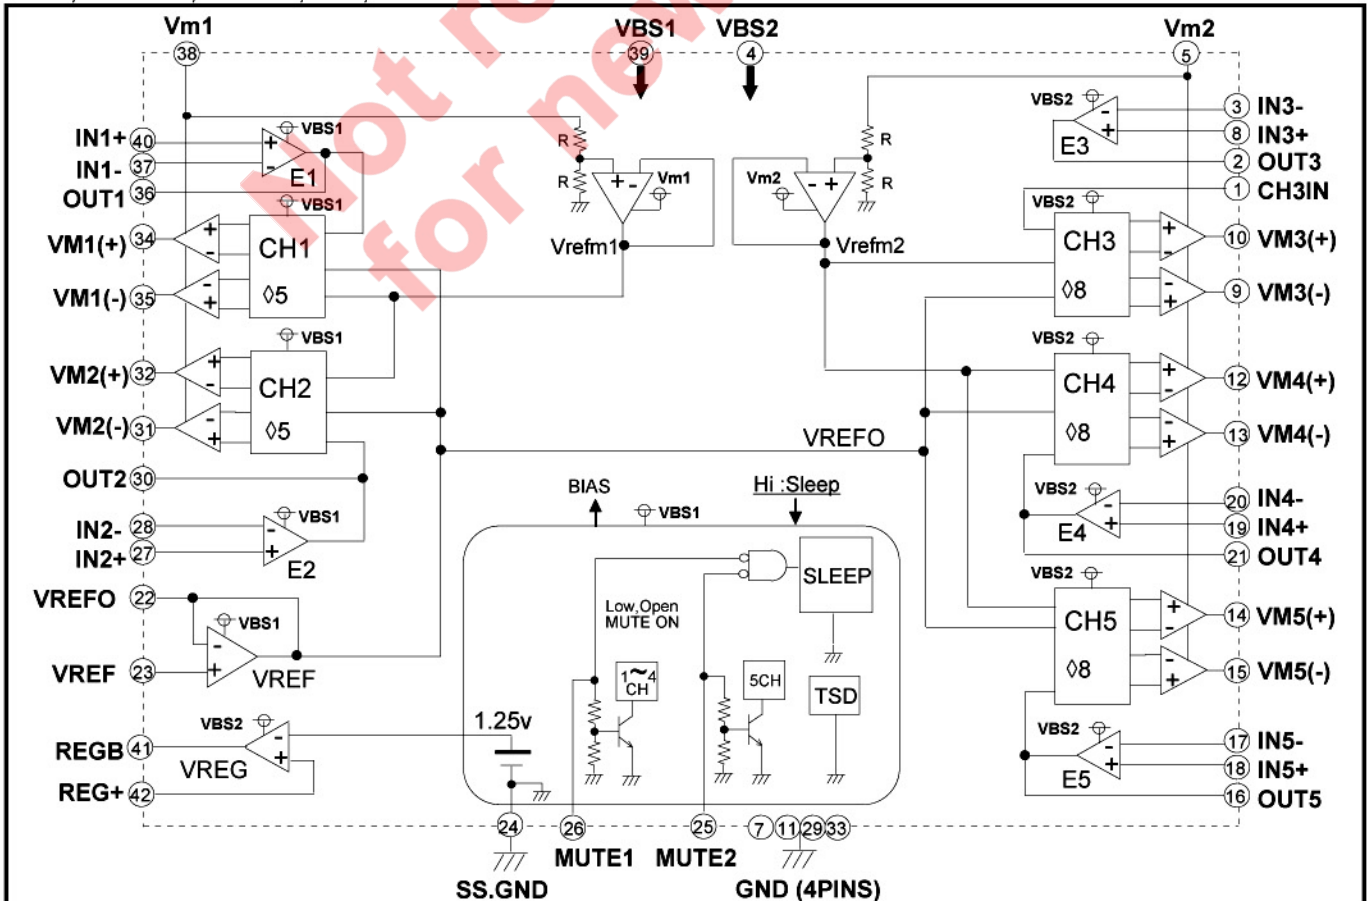 Vm1
VBS1
VBS2
Vm2
38
39
4
5
Not r
for new
IN1+ 40
IN1- 37
OUT1 36
VBS1
+
-
E1
VBS1
VM1(+) 34
VM1(-) 35
+
-
-
+
CH1
◊5
VBS1
VM2(+) 32
VM2(-) 31
+
-
-
+
CH2
◊5
OUT2 30
IN2- 28
IN2+ 27
VBS1
-
+
E2
VREFO 22
VREF 23
VBS1
-
+
VREF
REGB 41
REG+ 42
VBS2
-
+
VREG
R
R
+ -
Vm1
Vrefm1
R
R
- +
Vm2
Vrefm2
VREFO
BIAS
VBS1
Hi :Sleep
SLEEP
Low,Open
MUTE ON
1~4
CH
5CH
TSD
1.25v
24
26
25
7 11 29 33
SS.GND
MUTE1
MUTE2
GND (4PINS)
VBS2
-
+
E3
3 IN3-
8 IN3+
2 OUT3
1 CH3IN
VBS2
CH3
◊8
+
-
-
+
10 VM3(+)
9 VM3(-)
VBS2
CH4
◊8
+
-
-
+
12 VM4(+)
13 VM4(-)
VBS2
-
+
E4
20 IN4-
19 IN4+
21 OUT4
VBS2
CH5
◊8
+
-
-
+
14 VM5(+)
15 VM5(-)
VBS2
-
+
E5
17 IN5-
18 IN5+
16 OUT5